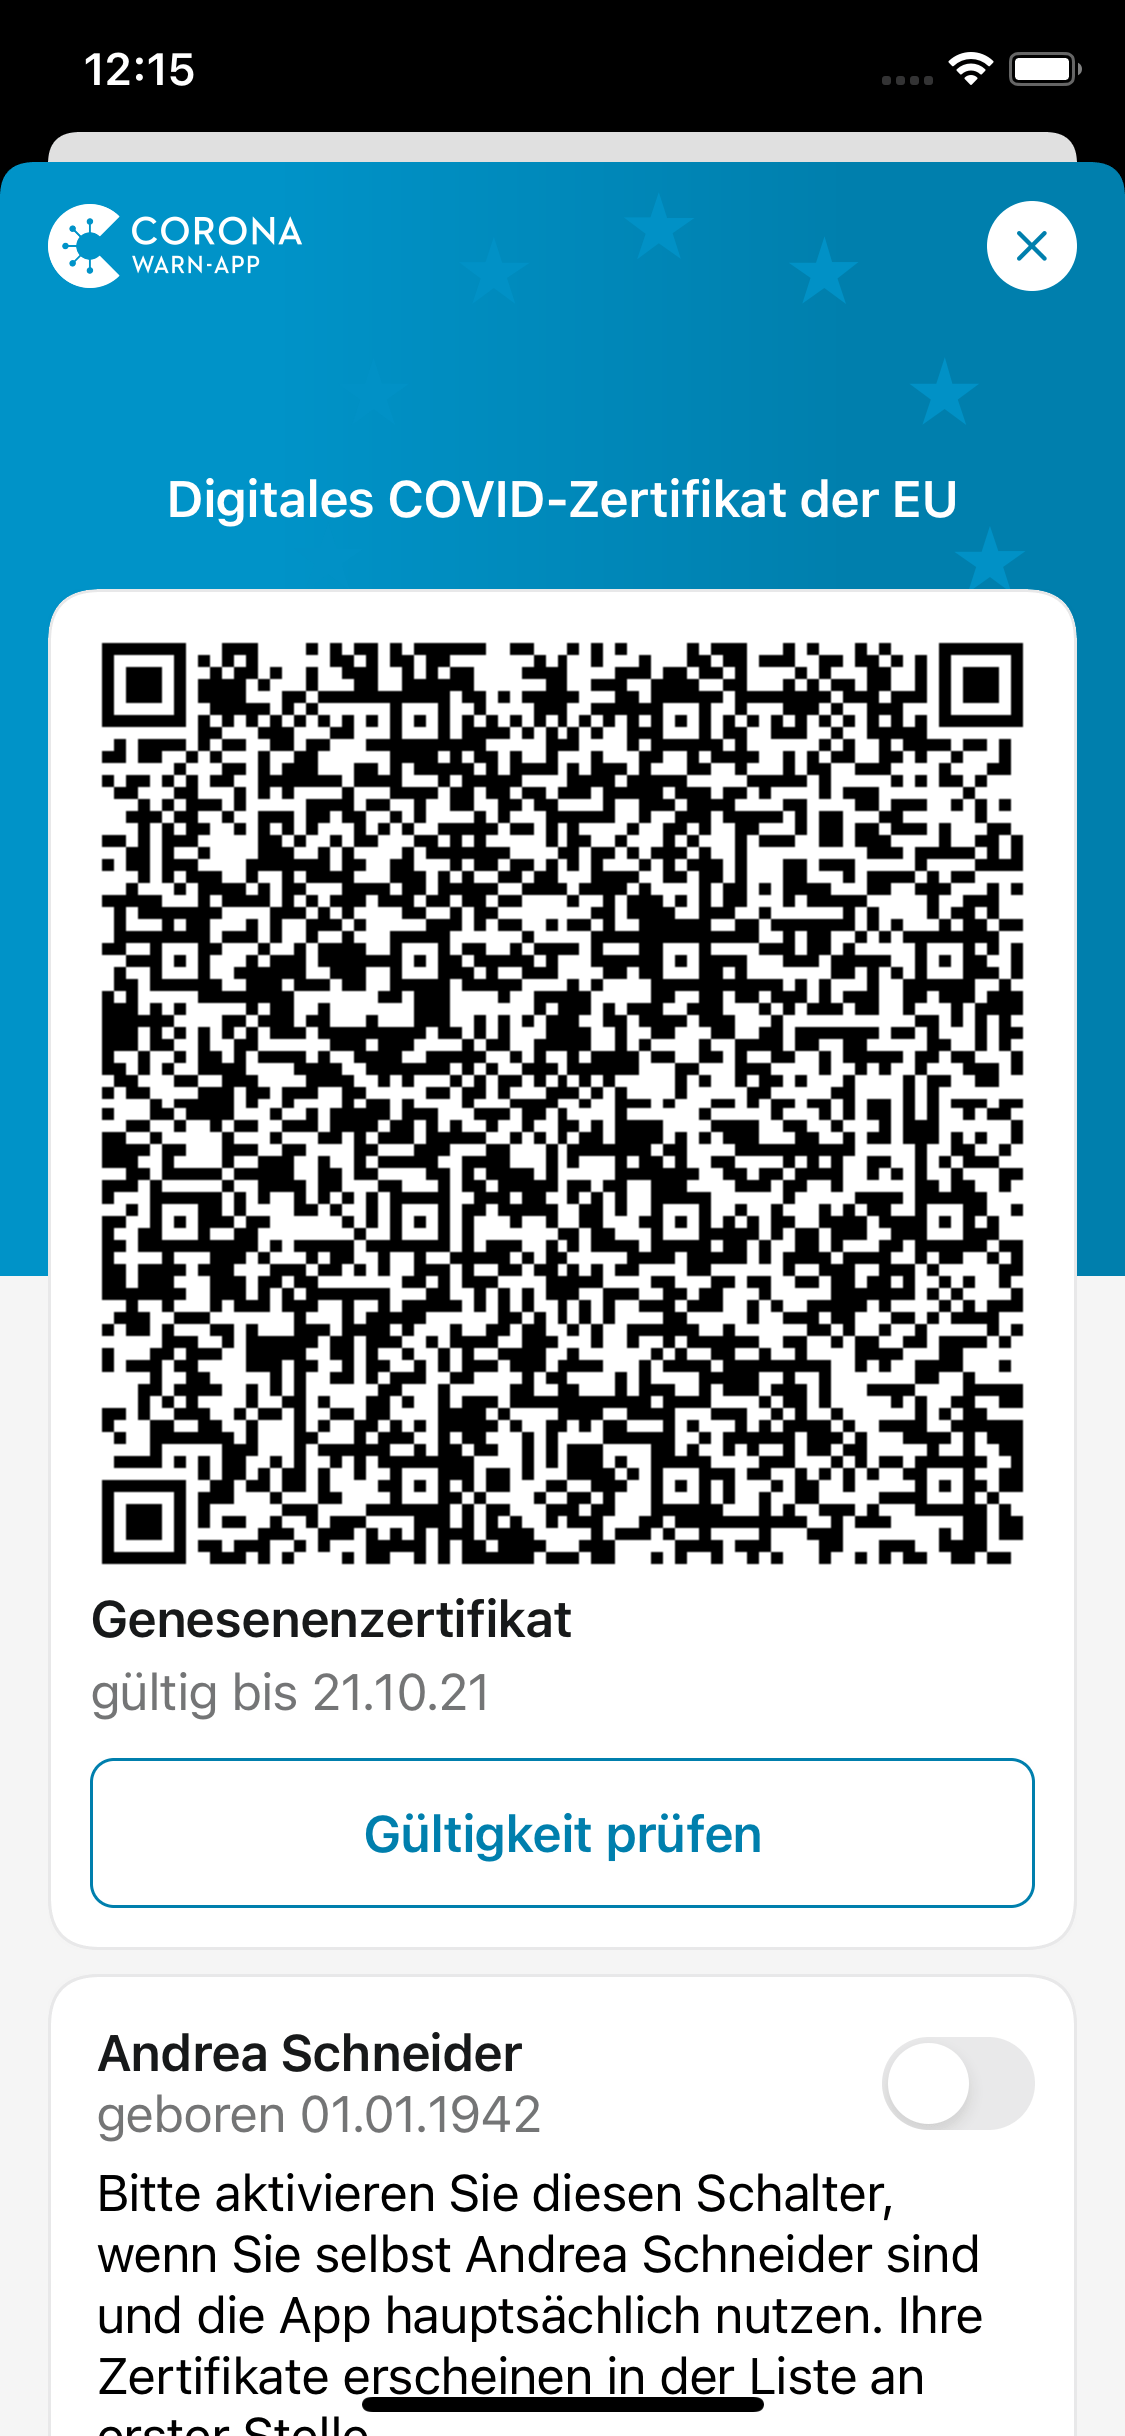 12:15
CORONA
WARN-APP
Digitales COVID-Zertifikat der EU
Genesenenzertifikat
gültig bis 21.10.21
Gültigkeit prüfen
Andrea Schneider
geboren 01.01.1942
Bitte aktivieren Sie diesen Schalter,
wenn Sie selbst Andrea Schneider sind
und die App hauptsächlich nutzen. Ihre
Zertifikate erscheinen in der Liste an
erster Stelle.